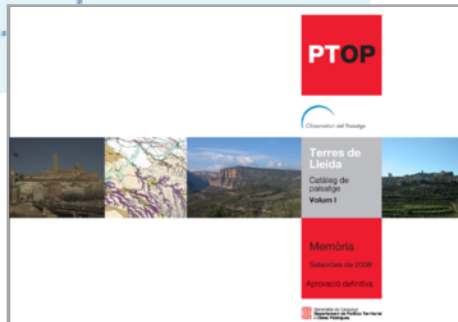 PTOP
Observatori del Paisatge
Terres de
Lleida
Catàleg de
paisatge
Volum I
Memòria
Setembre de 2008
Aprovació definitiva
Generalitat de Catalunya
Departament de Política Territorial
i Obres Públiques